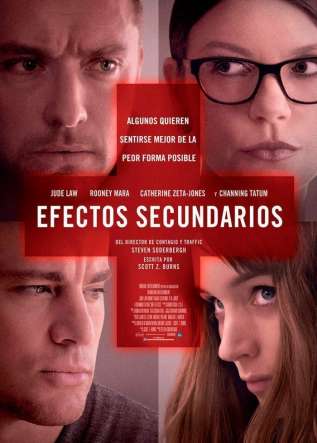 ALGUNOS QUIEREN
SENTIRSE MEJOR DE LA
PEOR FORMA POSIBLE
JUDE LAW ROONEY MARA CATHERINE ZETA-JONES Y CHANNING TATUM
EFECTOS SECUNDARIOS
DEL DIRECTOR DE CONTAGIO Y TRAFFIC
STEVEN SODERBERGH
ESCRITA POR
SCOTT Z. BURNS